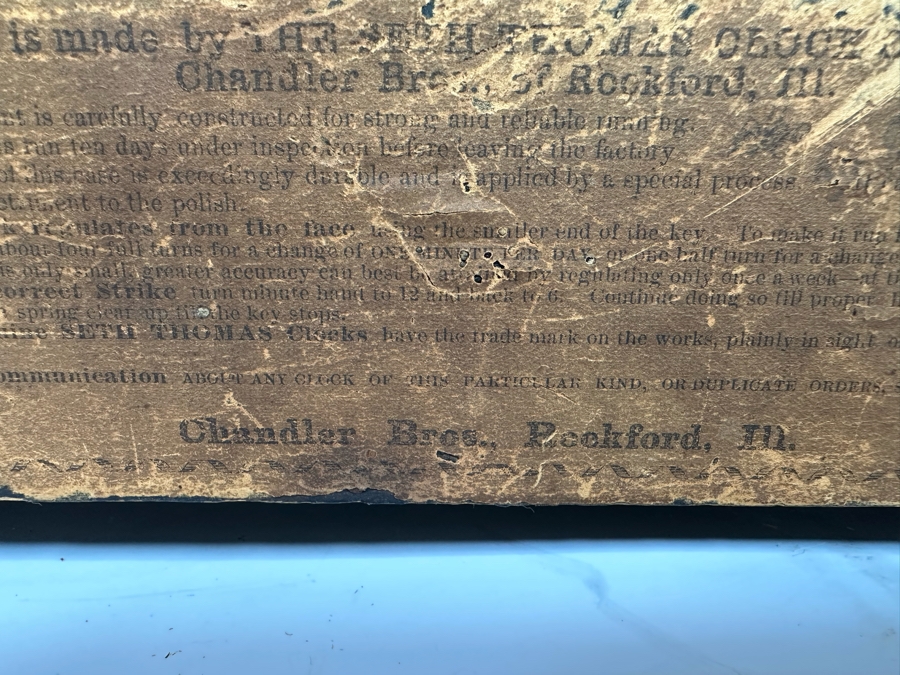 is made by THE SETH THOMAS CLOCK
Chandler Bros., of Rockford, Ill.
is carefully constructed for strong and reliable running.
run ten days under inspection before leaving the factory
of this case is exceedingly durable and applied by a special process.
to the polish.
regulates from the face using the smaller end of the key. To make it run
about four full turns for a change of ONE MINUTE PER DAY or one half turn for a change
is only small, greater accuracy can best be by regulating only once a week
correct Strike turn minute hand to 12 and back to 6. Continue doing so till proper
spring clear up till the key stops.
SETH THOMAS Clocks have the trade mark on the works, plainly in sight
ommunication ABOUT ANY CLOCK OF THIS PARTICULAR KIND, OR DUPLICATE ORDERS,
Chandler Bros., Rockford, Ill.